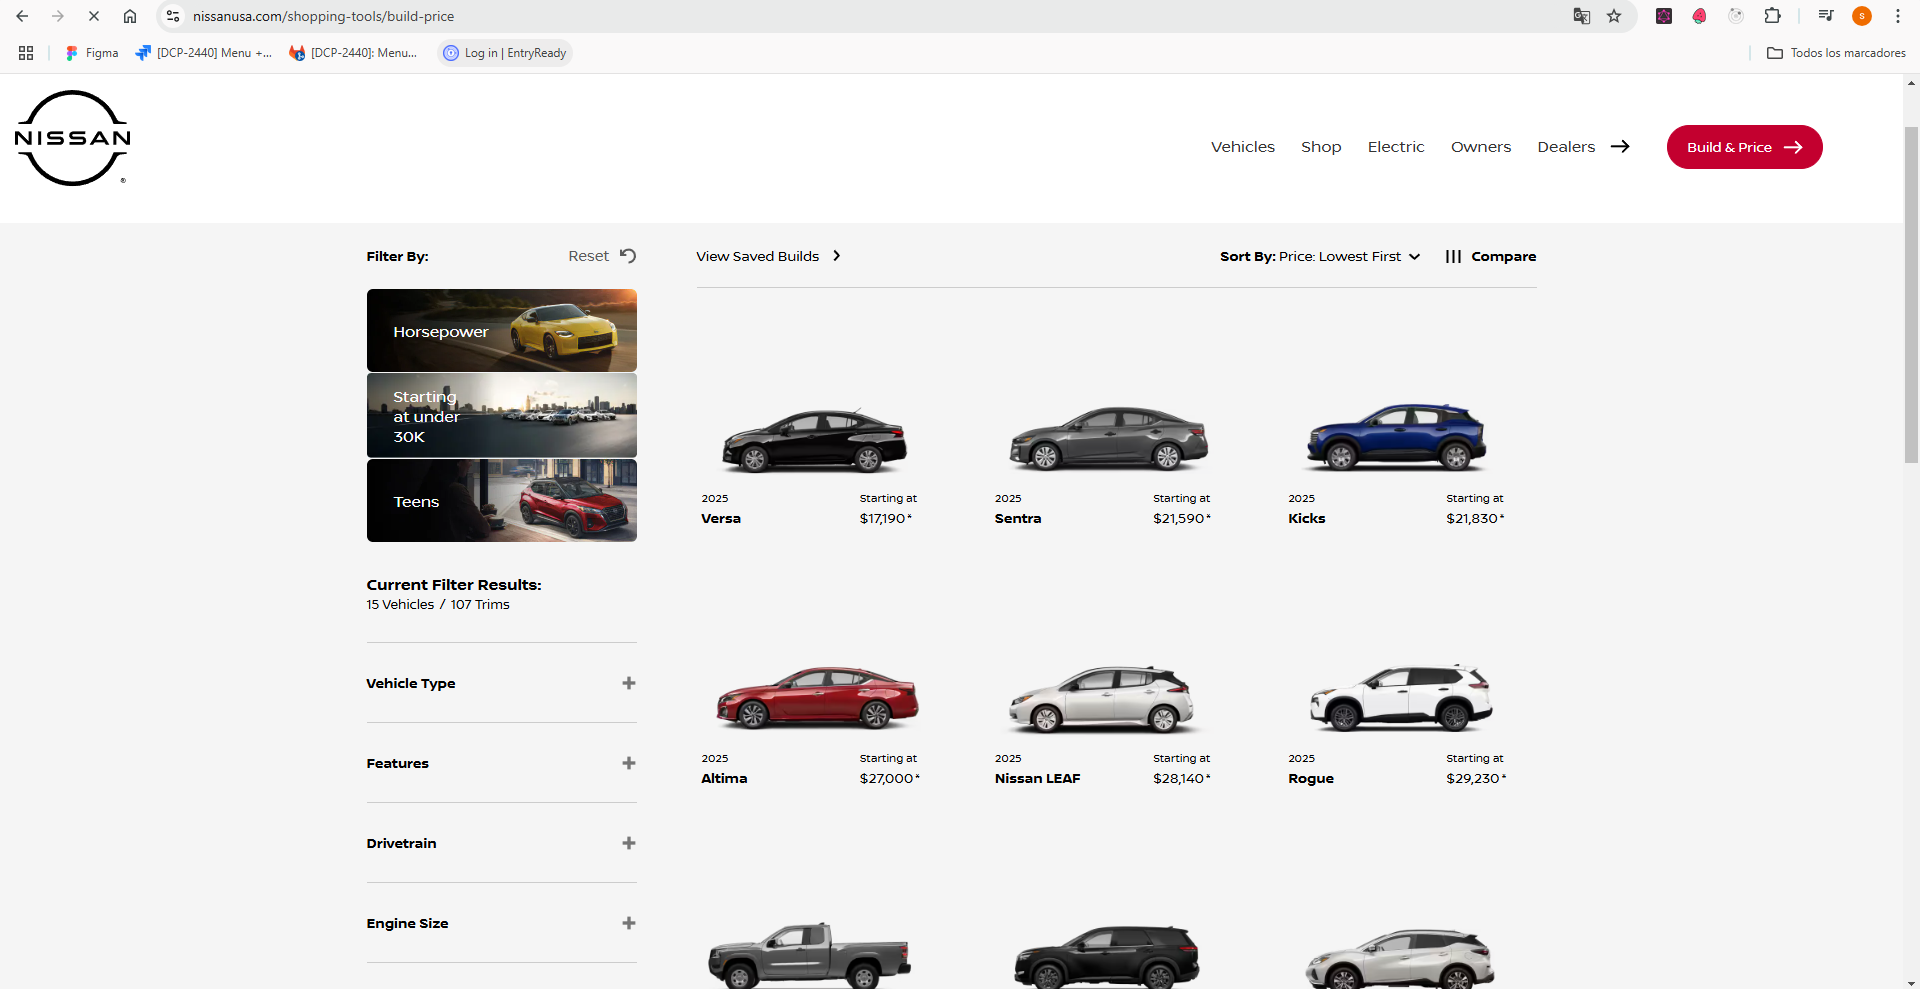 nissanusa.com/shopping-tools/build-price
Figma
[DCP-2440] Menu +...
[DCP-2440]: Menu...
Log in | EntryReady
Todos los marcadores
S
NISSAN
®
Vehicles
Shop
Electric
Owners
Dealers
Build & Price
Filter By:
Reset
View Saved Builds
Sort By: Price: Lowest First
Compare
Horsepower
Starting
at under
30K
Teens
Current Filter Results:
15 Vehicles / 107 Trims
Vehicle Type
Features
Drivetrain
Engine Size
2025 Starting at
Versa $17,190*
2025 Starting at
Sentra $21,590*
2025 Starting at
Kicks $21,830*
2025 Starting at
Altima $27,000*
2025 Starting at
Nissan LEAF $28,140*
2025 Starting at
Rogue $29,230*